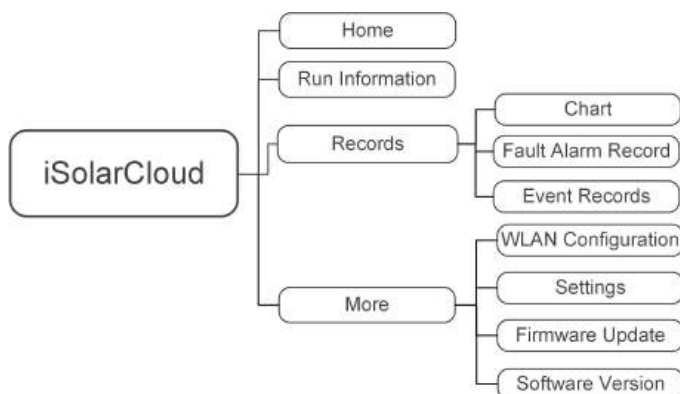 iSolarCloud
Home
Run Information
Records
Chart
Fault Alarm Record
Event Records
More
WLAN Configuration
Settings
Firmware Update
Software Version